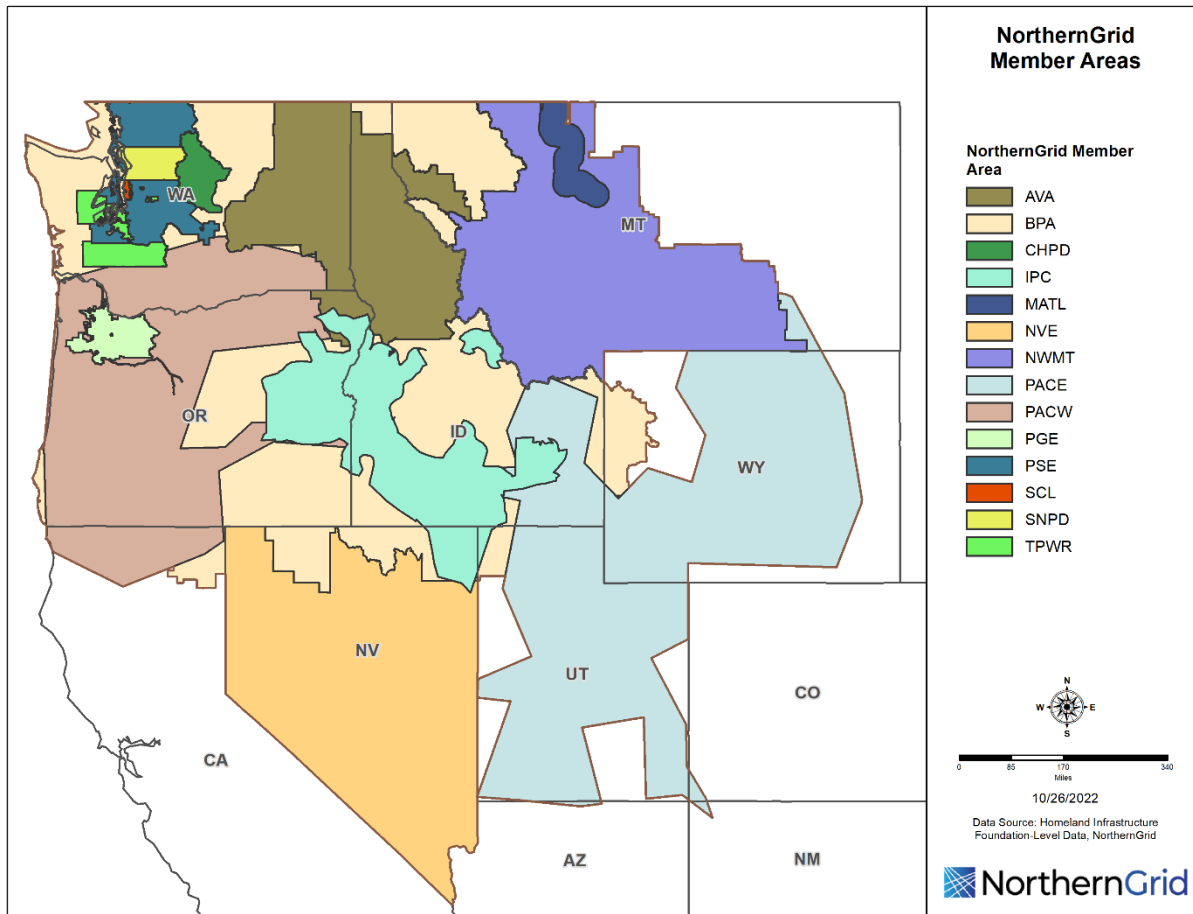 NorthernGrid
Member Areas
NorthernGrid Member
Area
AVA
BPA
CHPD
IPC
MATL
NVE
NWMT
PACE
PACW
PGE
PSE
SCL
SNPD
TPWR
WA
MT
OR
ID
WY
NV
UT
CO
CA
AZ
NM
N
W E
S
0 85 170 340
Miles
10/26/2022
Data Source: Homeland Infrastructure
Foundation-Level Data, NorthernGrid
NorthernGrid